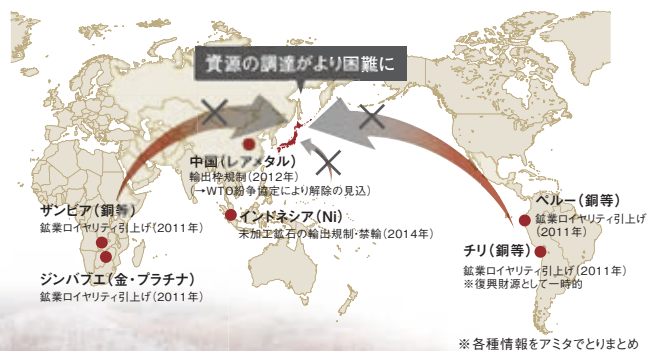 資源の調達がより困難に
中国(レアメタル)
輸出枠規制(2012年)
(→WTO紛争協定により解除の見込)
ザンビア(銅等)
鉱業ロイヤリティ引上げ(2011年)
ジンバブエ(金・プラチナ)
鉱業ロイヤリティ引上げ(2011年)
インドネシア(Ni)
未加工鉱石の輸出規制・禁輸(2014年)
ペルー(銅等)
鉱業ロイヤリティ引上げ
(2011年)
チリ(銅等)
鉱業ロイヤリティ引上げ(2011年)
※復興財源として一時的
※各種情報をアミタでとりまとめ